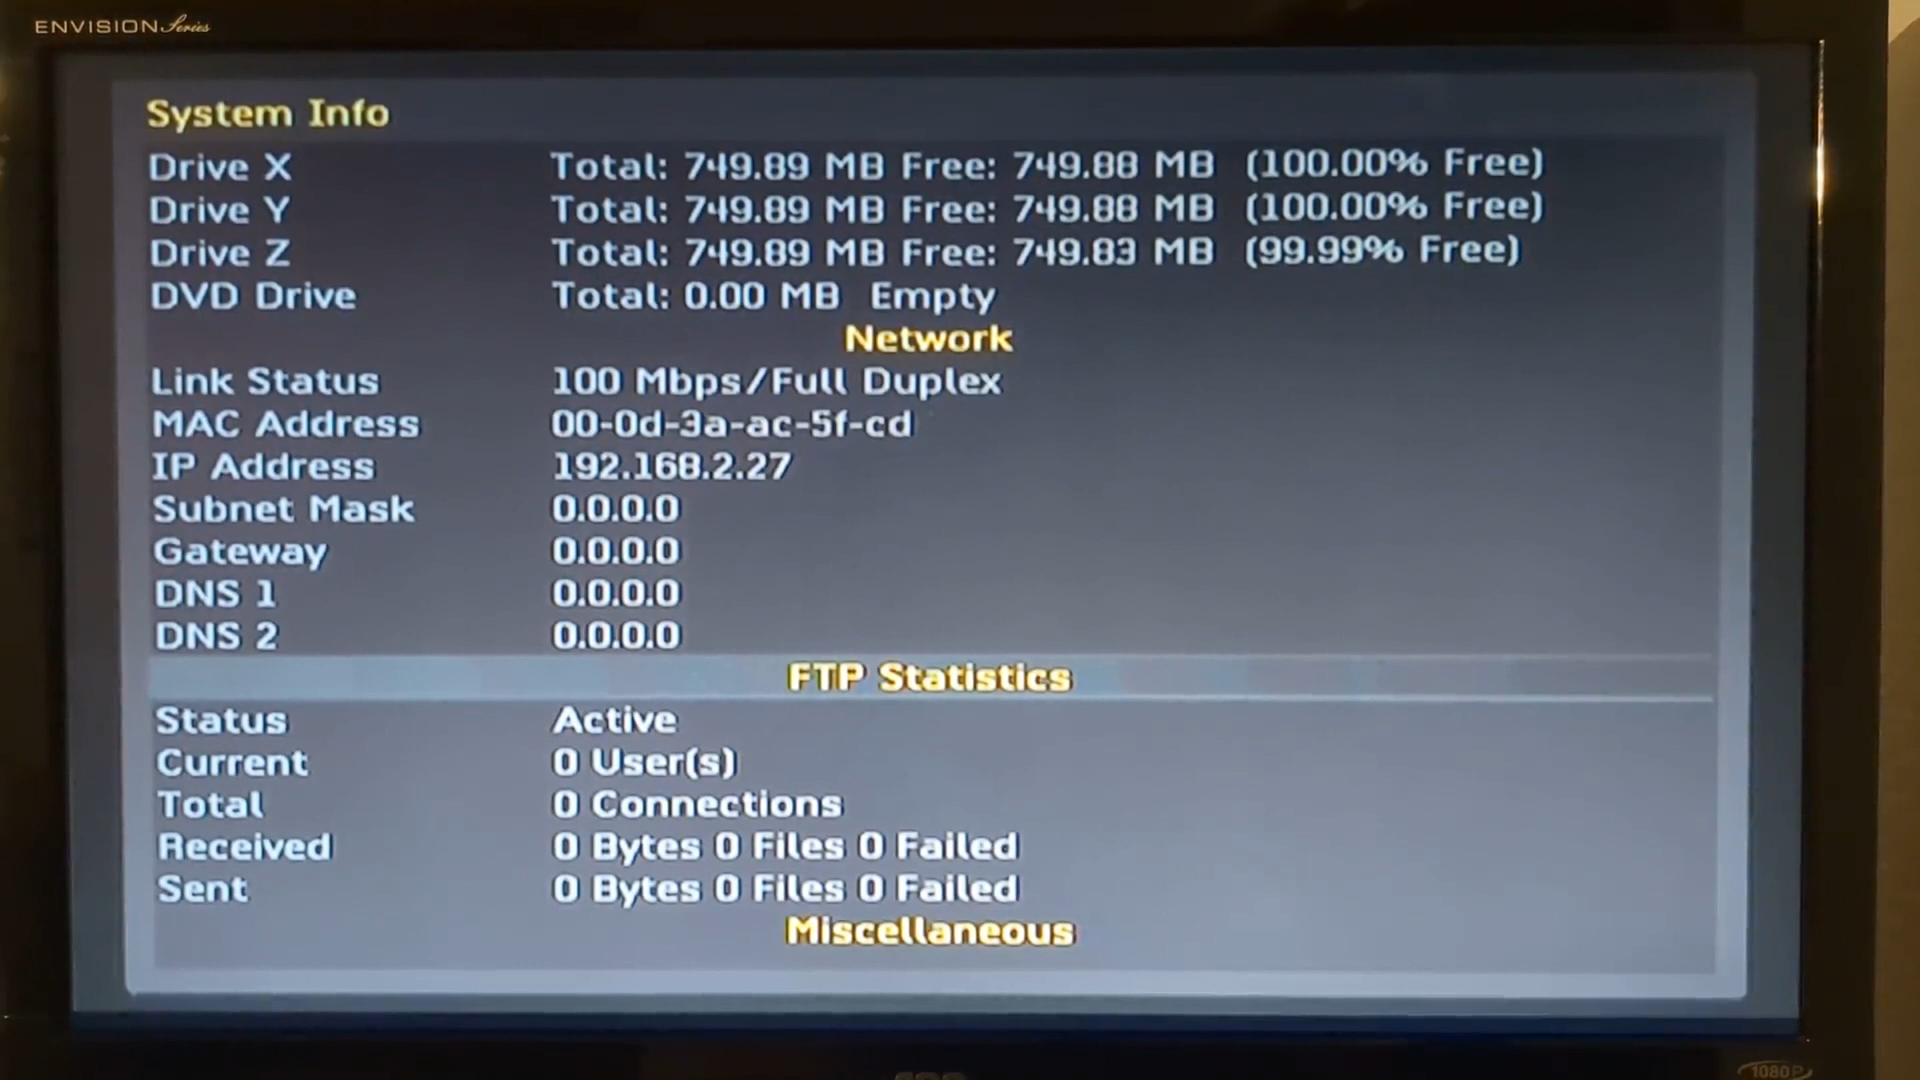 ENVISION Series
System Info
Drive X Total: 749.89 MB Free: 749.88 MB (100.00% Free)
Drive Y Total: 749.89 MB Free: 749.88 MB (100.00% Free)
Drive Z Total: 749.89 MB Free: 749.83 MB (99.99% Free)
DVD Drive Total: 0.00 MB Empty
Network
Link Status 100 Mbps/Full Duplex
MAC Address 00-0d-3a-ac-5f-cd
IP Address 192.168.2.27
Subnet Mask 0.0.0.0
Gateway 0.0.0.0
DNS 1 0.0.0.0
DNS 2 0.0.0.0
FTP Statistics
Status Active
Current 0 User(s)
Total 0 Connections
Received 0 Bytes 0 Files 0 Failed
Sent 0 Bytes 0 Files 0 Failed
Miscellaneous
1080P